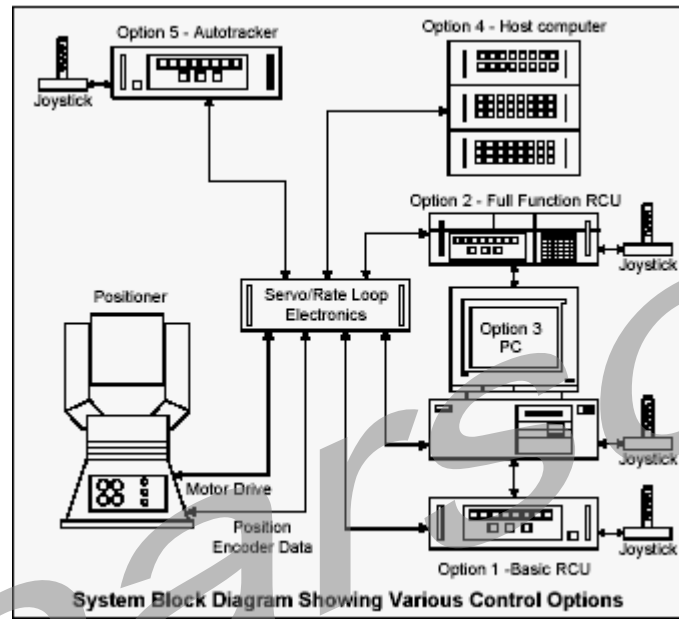 Option 5 - Autotracker
Option 4 - Host computer
Joystick
Option 2 - Full Function RCU
Joystick
Positioner
Servo/Rate Loop
Electronics
Option 3
PC
Joystick
Motor Drive
Position
Encoder Data
Joystick
Option 1 -Basic RCU
System Block Diagram Showing Various Control Options